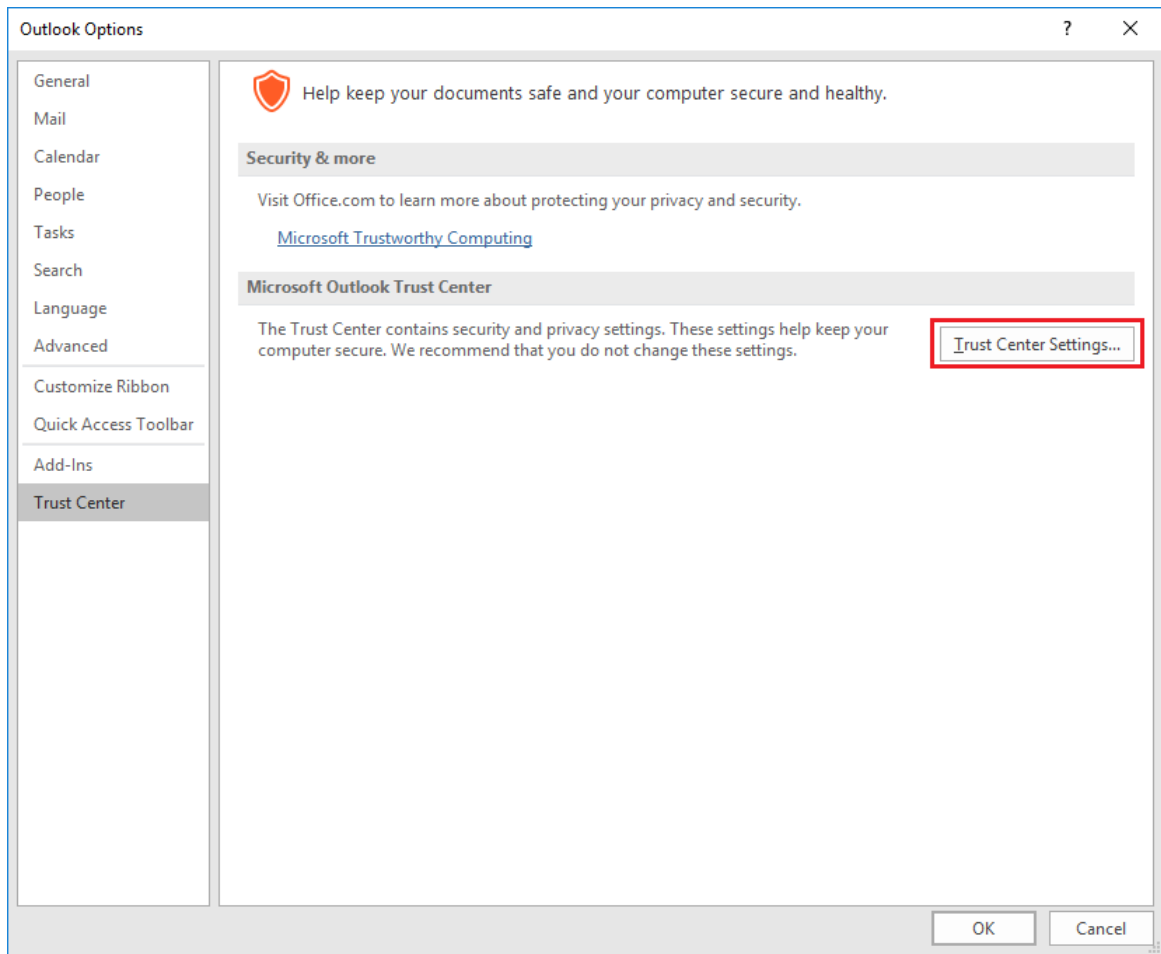 Outlook Options
?
General
Mail
Calendar
People
Tasks
Search
Language
Advanced
Customize Ribbon
Quick Access Toolbar
Add-Ins
Trust Center
Help keep your documents safe and your computer secure and healthy.
Security & more
Visit Office.com to learn more about protecting your privacy and security.
Microsoft Trustworthy Computing
Microsoft Outlook Trust Center
The Trust Center contains security and privacy settings. These settings help keep your
computer secure. We recommend that you do not change these settings.
Trust Center Settings...
OK
Cancel